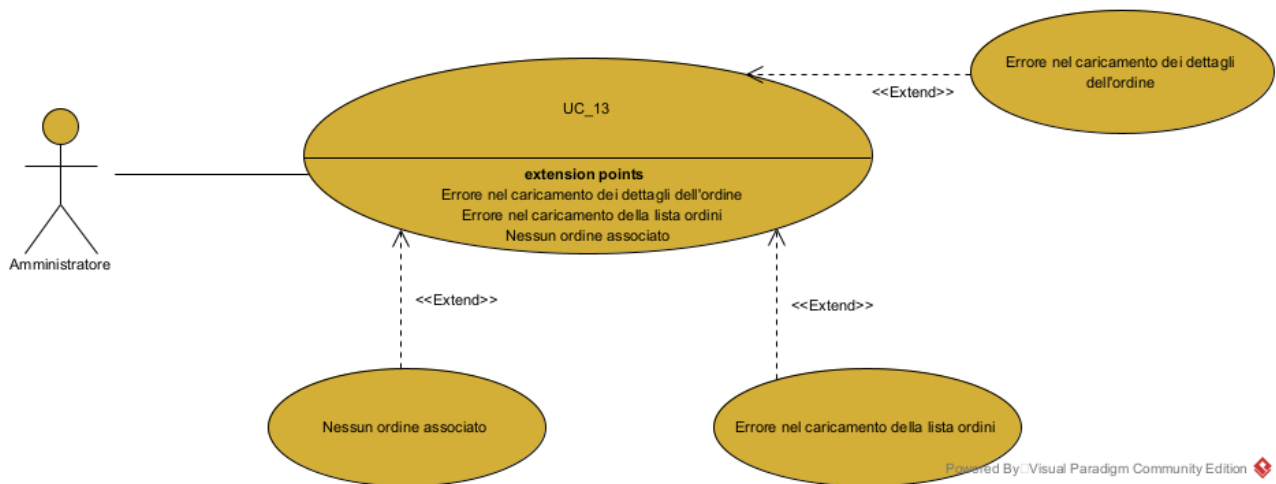 Errore nel caricamento dei dettagli
dell'ordine
<<Extend>>
UC_13
extension points
Errore nel caricamento dei dettagli dell'ordine
Errore nel caricamento della lista ordini
Nessun ordine associato
Amministratore
<<Extend>>
<<Extend>>
Nessun ordine associato
Errore nel caricamento della lista ordini
Powered By Visual Paradigm Community Edition